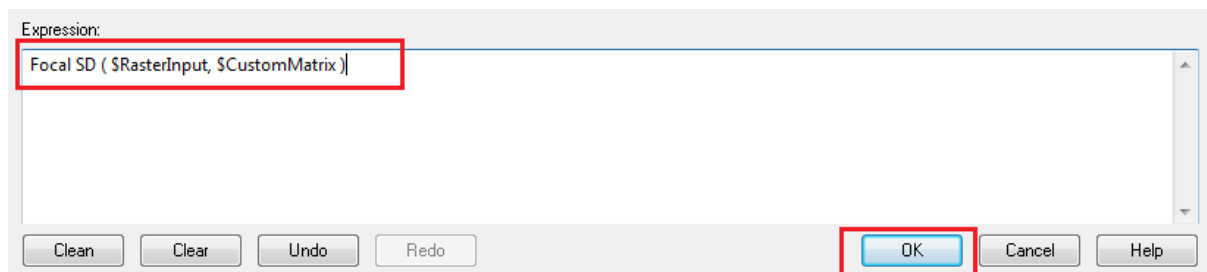 Expression:
Focal SD ( $RasterInput, $CustomMatrix )
Clean Clear Undo Redo OK Cancel Help